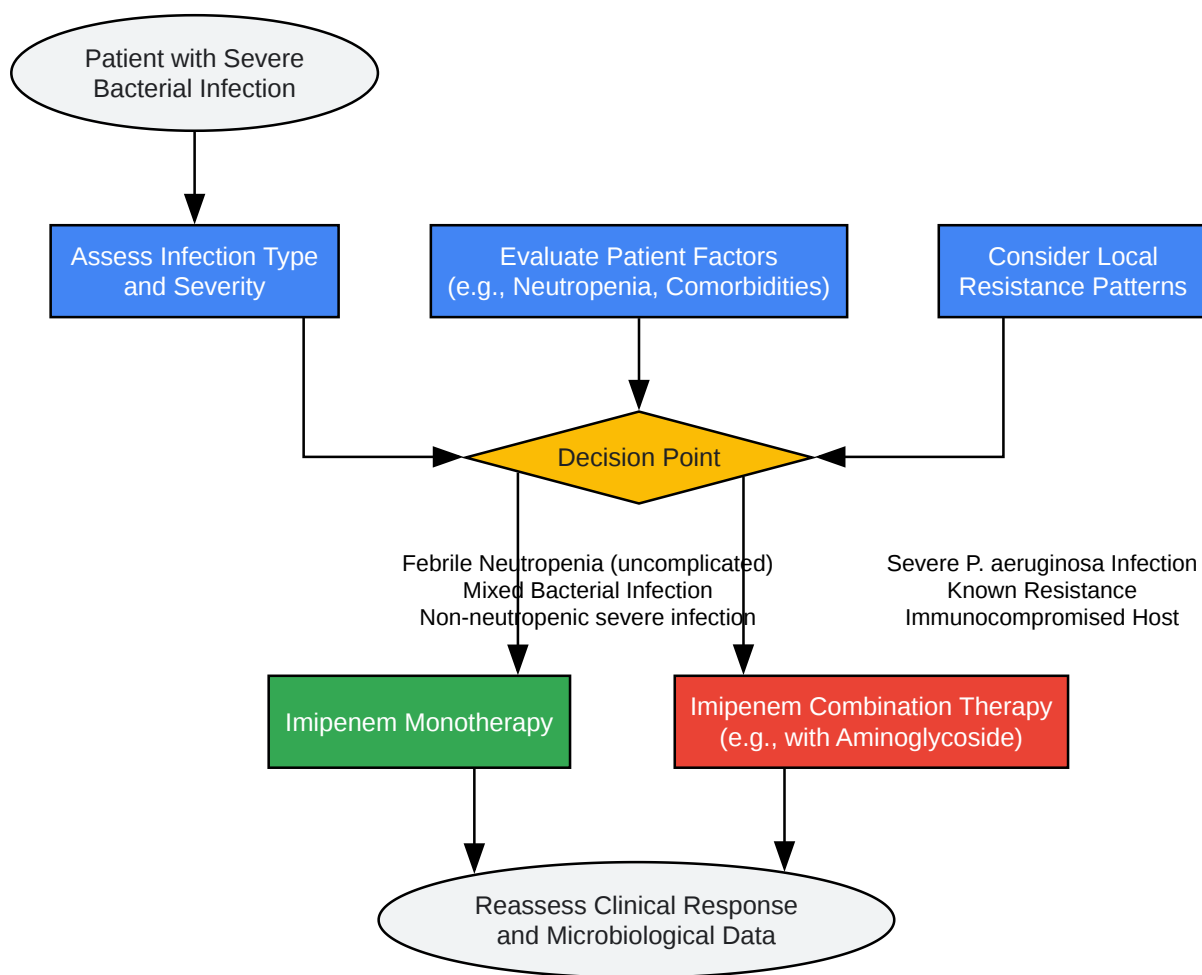 Patient with Severe
Bacterial Infection
Assess Infection Type
and Severity
Evaluate Patient Factors
(e.g., Neutropenia, Comorbidities)
Consider Local
Resistance Patterns
Decision Point
Febrile Neutropenia (uncomplicated)
Mixed Bacterial Infection
Non-neutropenic severe infection
Severe P. aeruginosa Infection
Known Resistance
Immunocompromised Host
Imipenem Monotherapy
Imipenem Combination Therapy
(e.g., with Aminoglycoside)
Reassess Clinical Response
and Microbiological Data